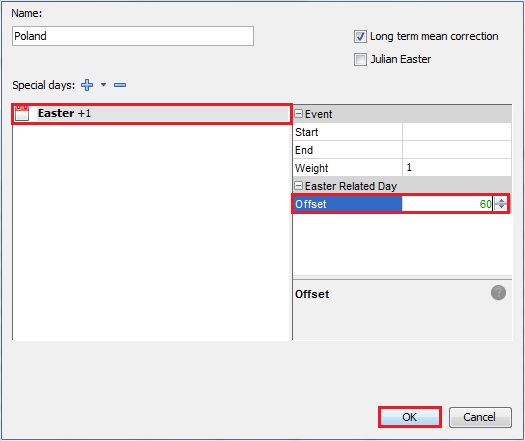 Name:
Poland
Long term mean correction
Julian Easter
Special days:
Easter +1
Event
Start
End
Weight 1
Easter Related Day
Offset 60
Offset
?
OK Cancel